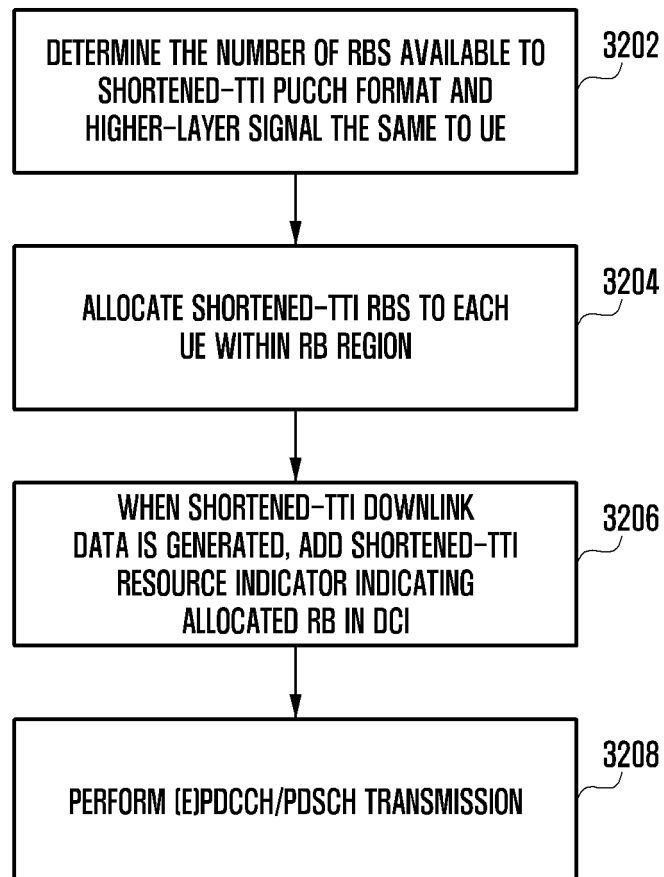 DETERMINE THE NUMBER OF RBS AVAILABLE TO
SHORTENED-TTI PUCCH FORMAT AND
HIGHER-LAYER SIGNAL THE SAME TO UE
3202
ALLOCATE SHORTENED-TTI RBS TO EACH
UE WITHIN RB REGION
3204
WHEN SHORTENED-TTI DOWNLINK
DATA IS GENERATED, ADD SHORTENED-TTI
RESOURCE INDICATOR INDICATING
ALLOCATED RB IN DCI
3206
PERFORM (E)PDCCH/PDSCH TRANSMISSION
3208